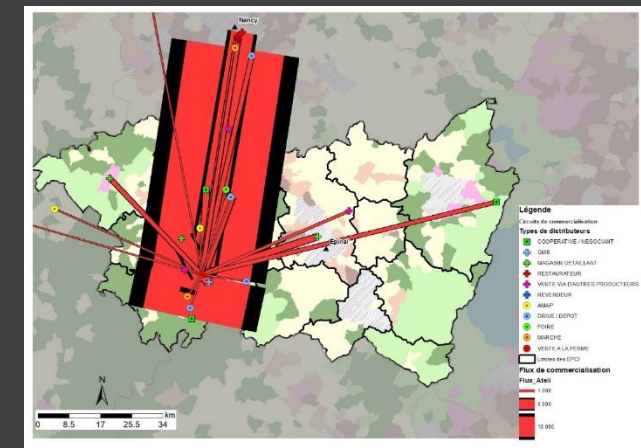 Nancy
Epinal
N
km
0 8.5 17 25.5 34
Légende
Circuits de commercialisation
Types de distributeurs
COOPERATIVE / NEGOCIANT
GMS
MAGASIN DETAILLANT
RESTAURATEUR
VENTE VIA D'AUTRES PRODUCTEURS
REVENDEUR
AMAP
DRIVE / DEPOT
FOIRE
MARCHE
VENTE A LA FERME
Limites des EPCI
Flux de commercialisation
Flux_Ateli
1 000
5 000
10 000